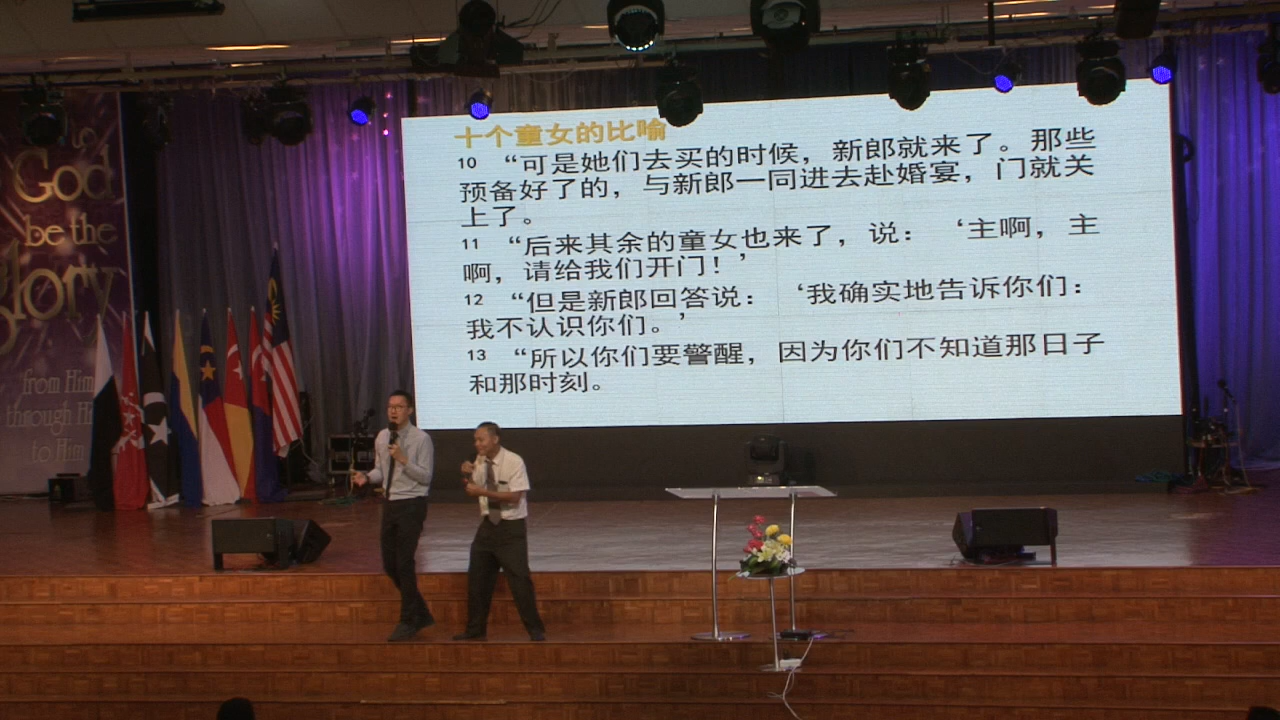 to God
be the
glory
from Him
through Hi
to Him
十个童女的比喻
10 “可是她们去买的时候，新郎就来了。那些
预备好了的，与新郎一同进去赴婚宴，门就关
上了。
11 “后来其余的童女也来了，说：‘主啊，主
啊，请给我们开门！’
12 “但是新郎回答说：‘我确实地告诉你们：
我不认识你们。’
13 “所以你们要警醒，因为你们不知道那日子
和那时刻。